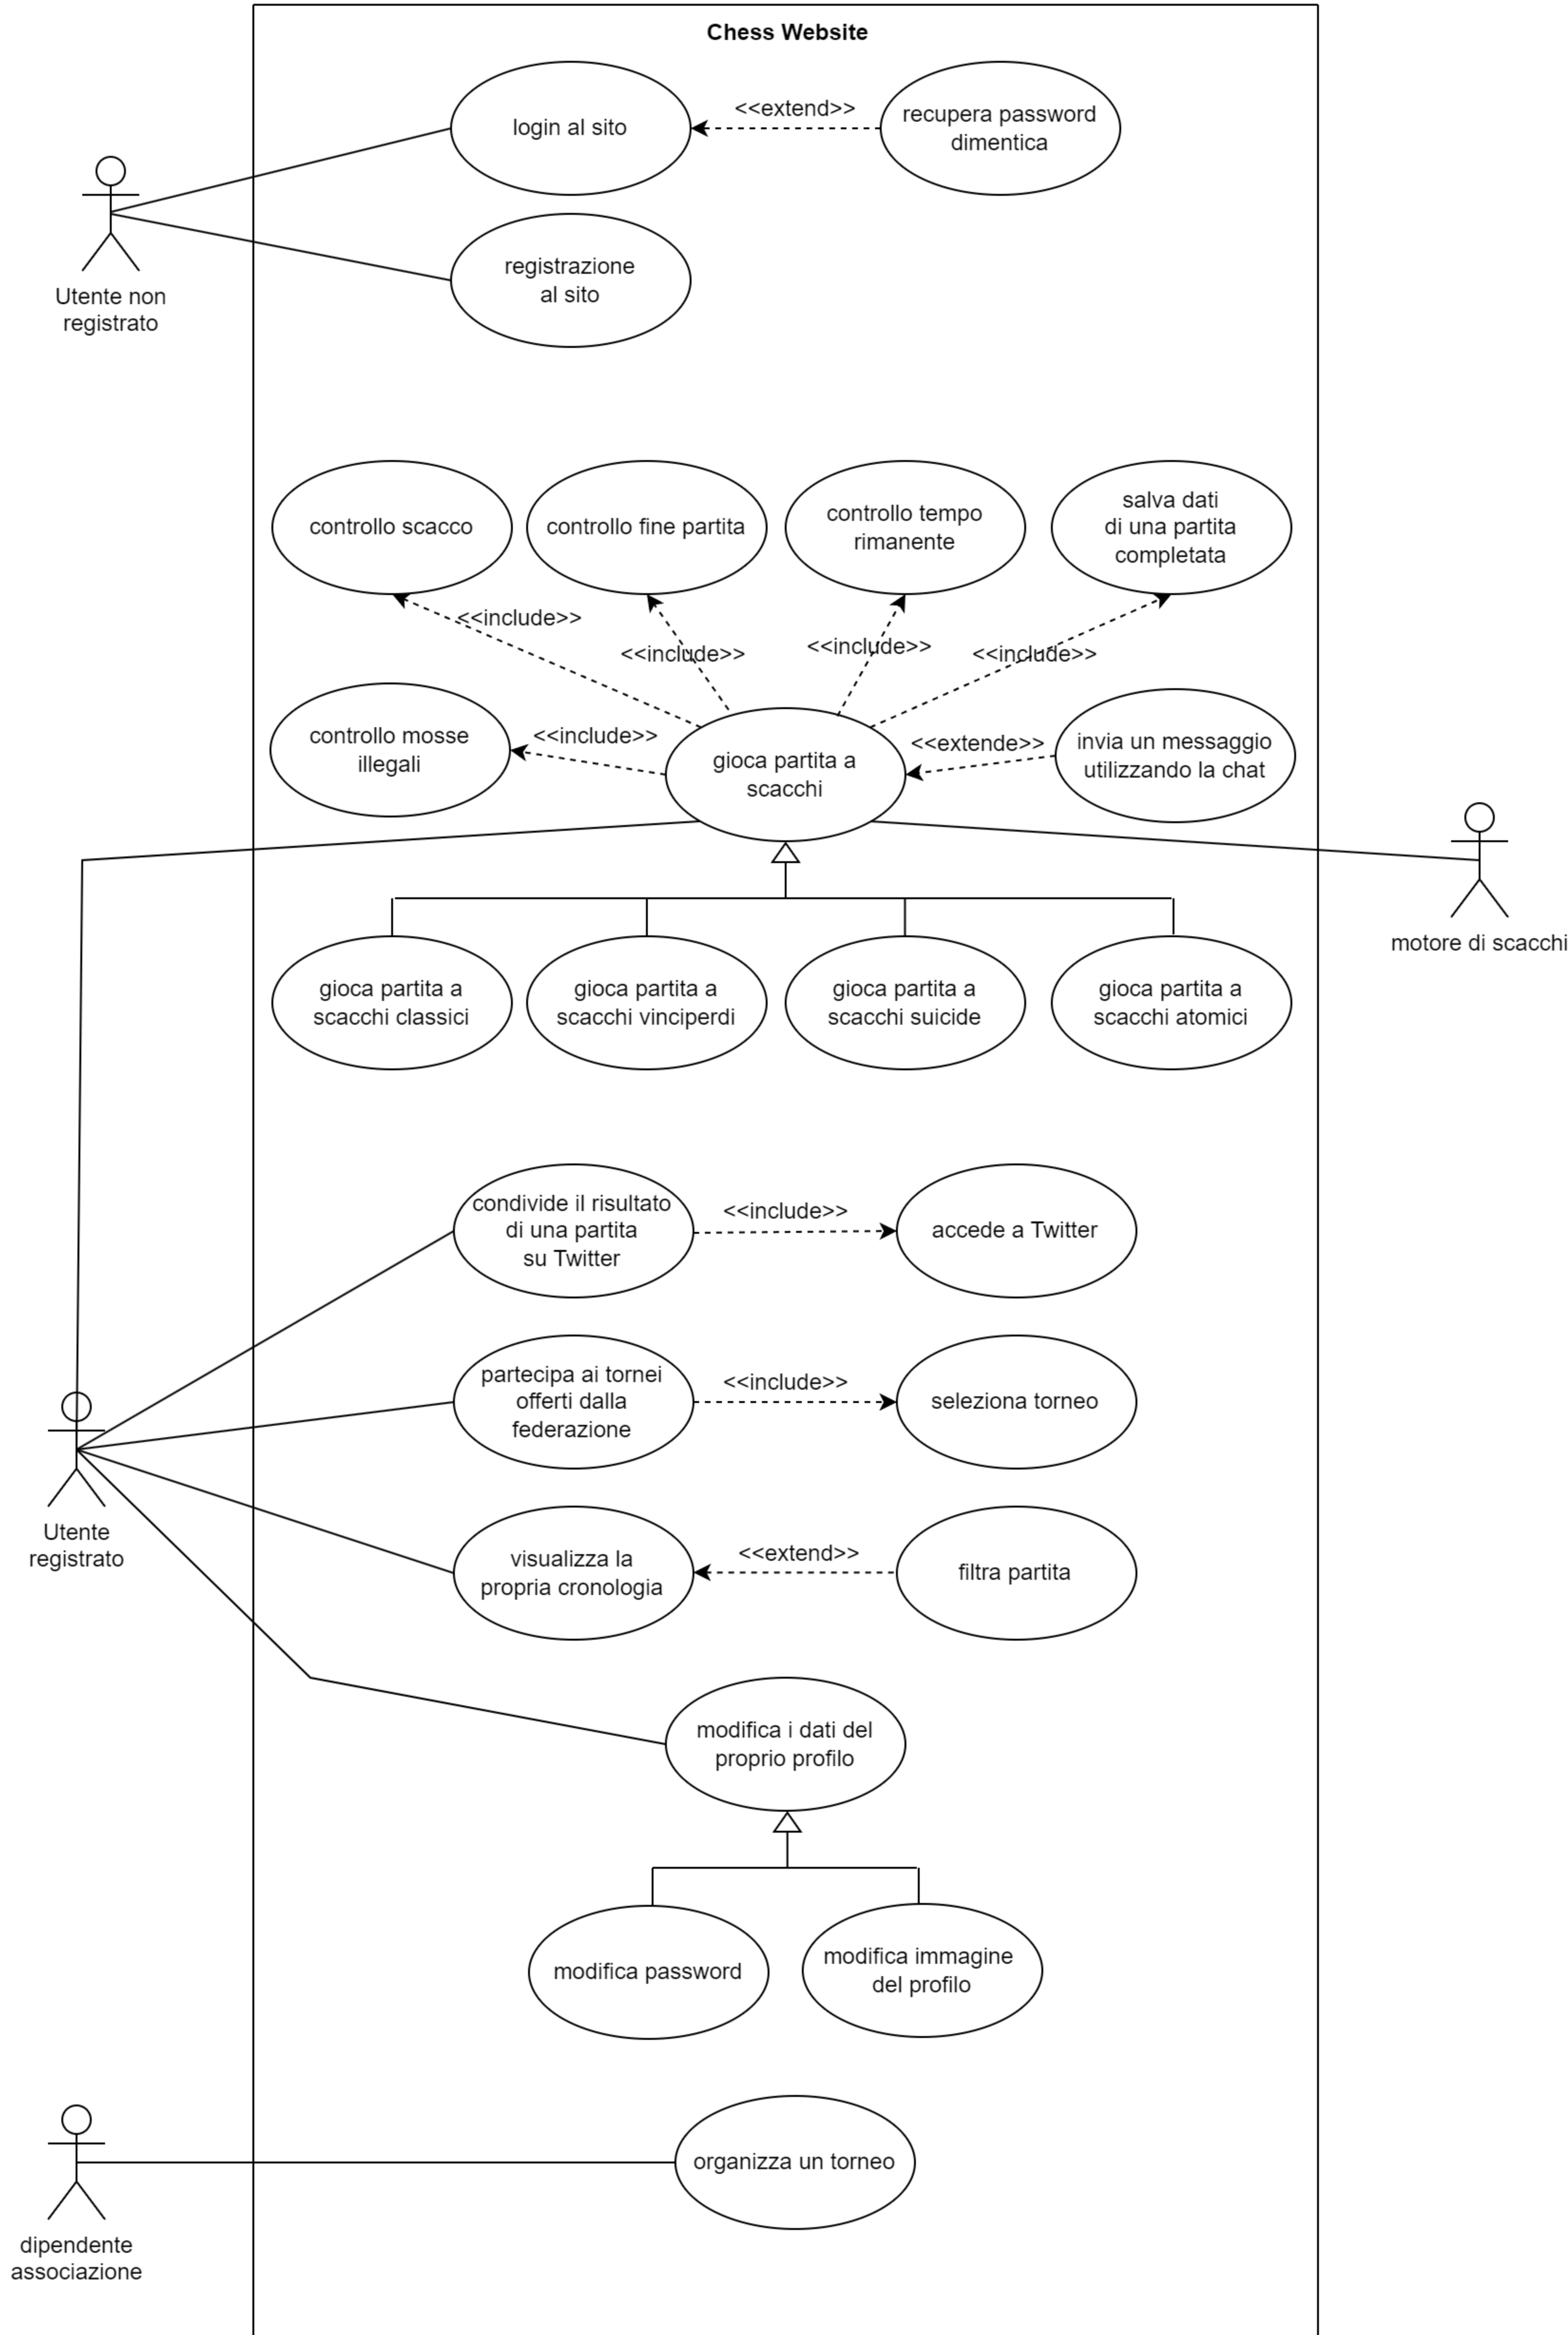 Chess Website
login al sito
<<extend>>
recupera password
dimentica
Utente non
registrato
registrazione
al sito
controllo scacco
controllo fine partita
controllo tempo
rimanente
salva dati
di una partita
completata
<<include>>
<<include>>
<<include>>
<<include>>
controllo mosse
illegali
<<include>>
gioca partita a
scacchi
<<extende>>
invia un messaggio
utilizzando la chat
motore di scacchi
gioca partita a
scacchi classici
gioca partita a
scacchi vinciperdi
gioca partita a
scacchi suicide
gioca partita a
scacchi atomici
condivide il risultato
di una partita
su Twitter
<<include>>
accede a Twitter
partecipa ai tornei
offerti dalla
federazione
<<include>>
seleziona torneo
Utente
registrato
visualizza la
propria cronologia
<<extend>>
filtra partita
modifica i dati del
proprio profilo
modifica password
modifica immagine
del profilo
organizza un torneo
dipendente
associazione